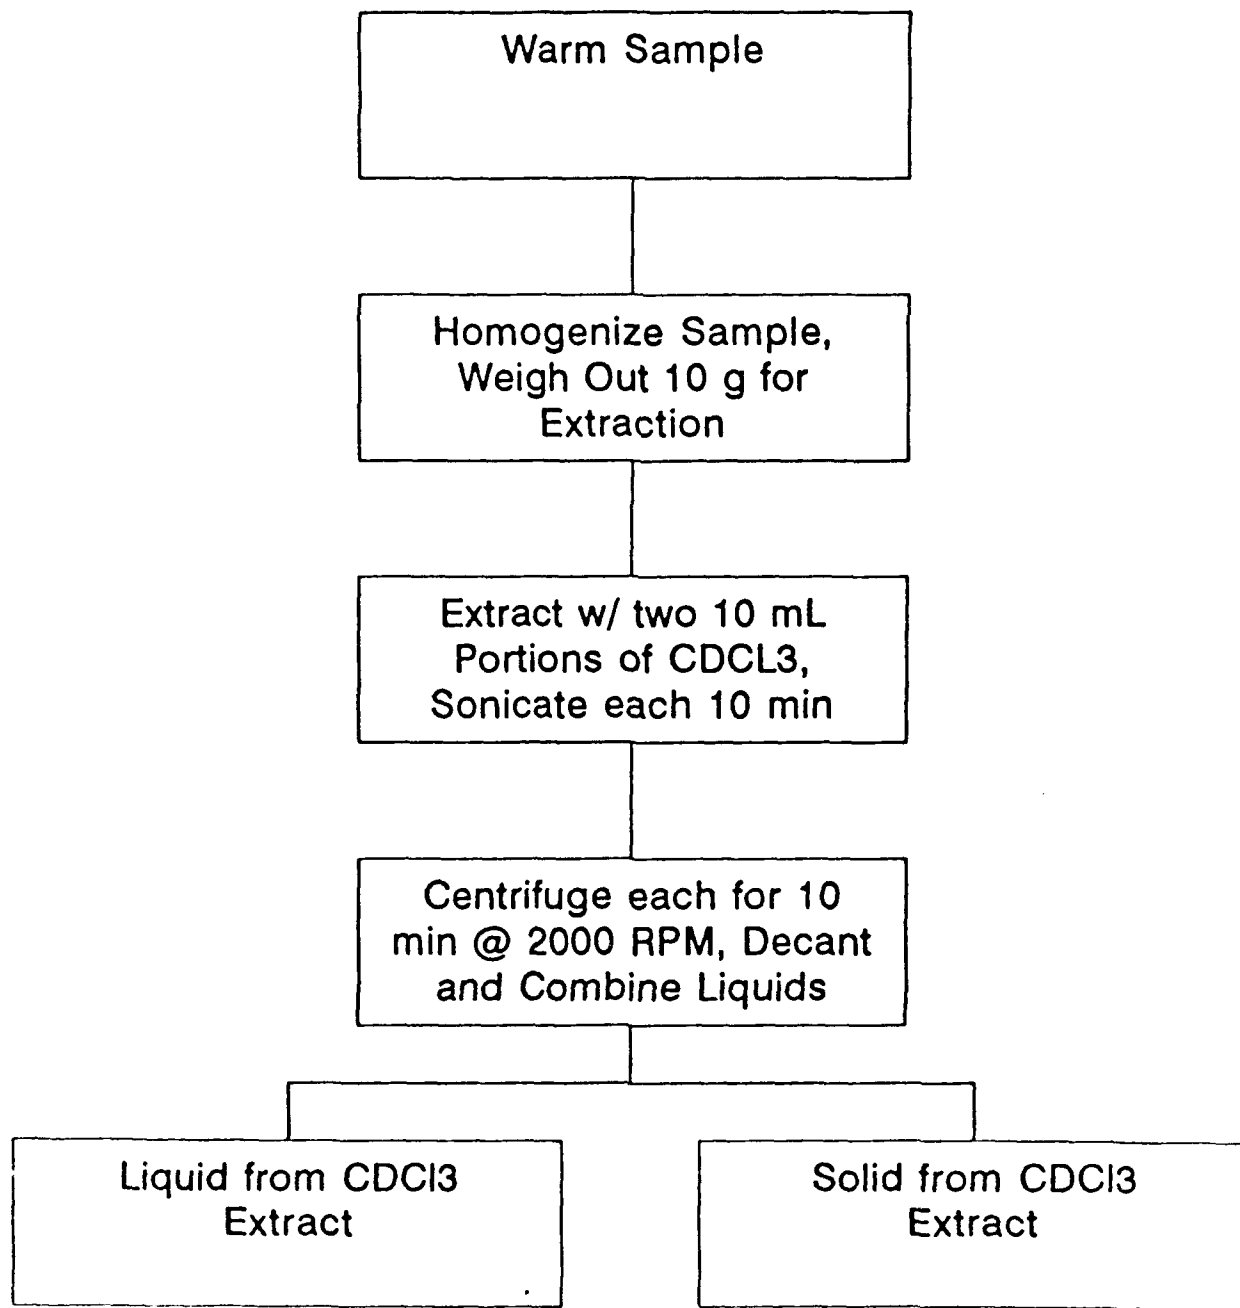 Warm Sample
Homogenize Sample,
Weigh Out 10 g for
Extraction
Extract w/ two 10 mL
Portions of CDCL3,
Sonicate each 10 min
Centrifuge each for 10
min @ 2000 RPM, Decant
and Combine Liquids
Liquid from CDCl3
Extract
Solid from CDCl3
Extract